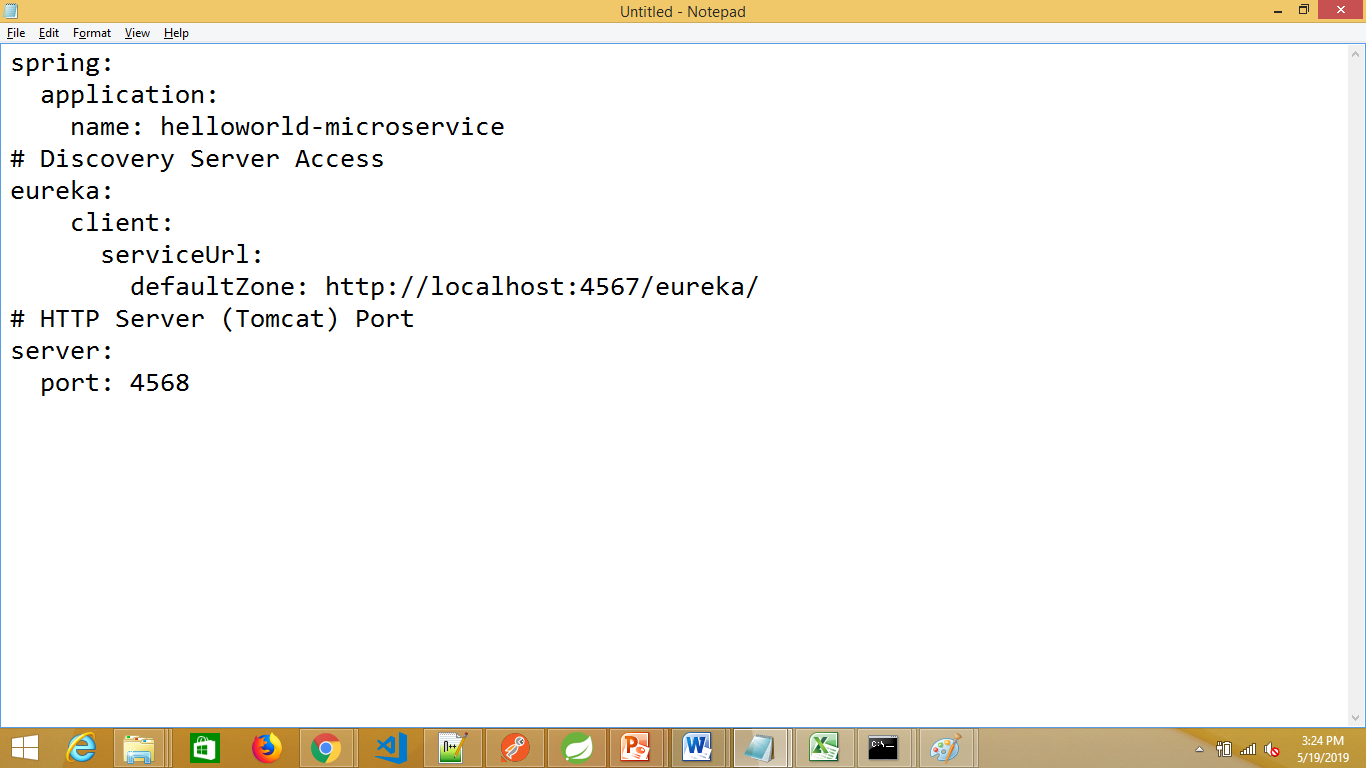 Untitled - Notepad
File Edit Format View Help
spring:
  application:
    name: helloworld-microservice
# Discovery Server Access
eureka:
    client:
      serviceUrl:
        defaultZone: http://localhost:4567/eureka/
# HTTP Server (Tomcat) Port
server:
  port: 4568
3:24 PM
5/19/2019